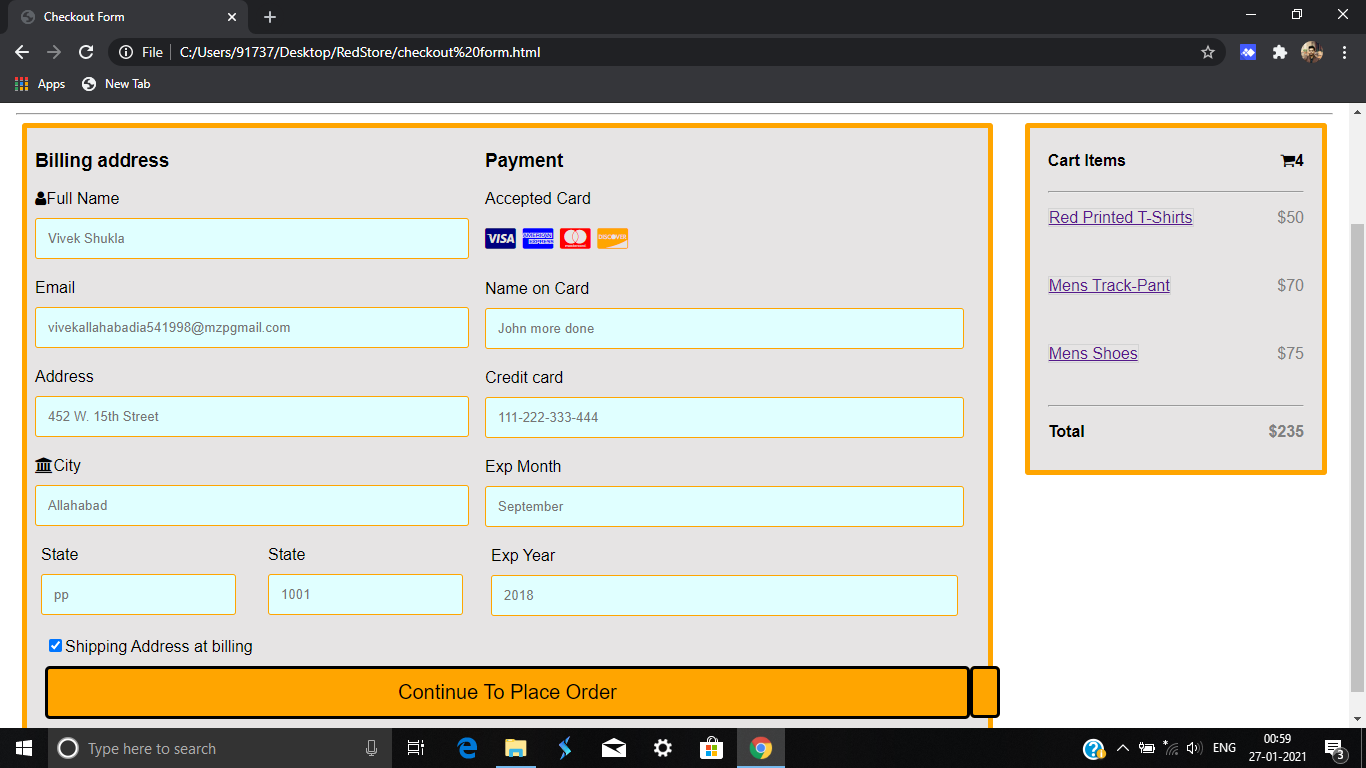 Checkout Form
File C:/Users/91737/Desktop/RedStore/checkout%20form.html
Apps New Tab
Billing address
Full Name
Vivek Shukla
Email
vivekallahabadia541998@mzpgmail.com
Address
452 W. 15th Street
City
Allahabad
State State
pp 1001
Shipping Address at billing
Payment
Accepted Card
VISA AMERICAN EXPRESS DISCOVER
Name on Card
John more done
Credit card
111-222-333-444
Exp Month
September
Exp Year
2018
Continue To Place Order
Cart Items 4
Red Printed T-Shirts $50
Mens Track-Pant $70
Mens Shoes $75
Total $235
Type here to search
ENG
00:59
27-01-2021
3